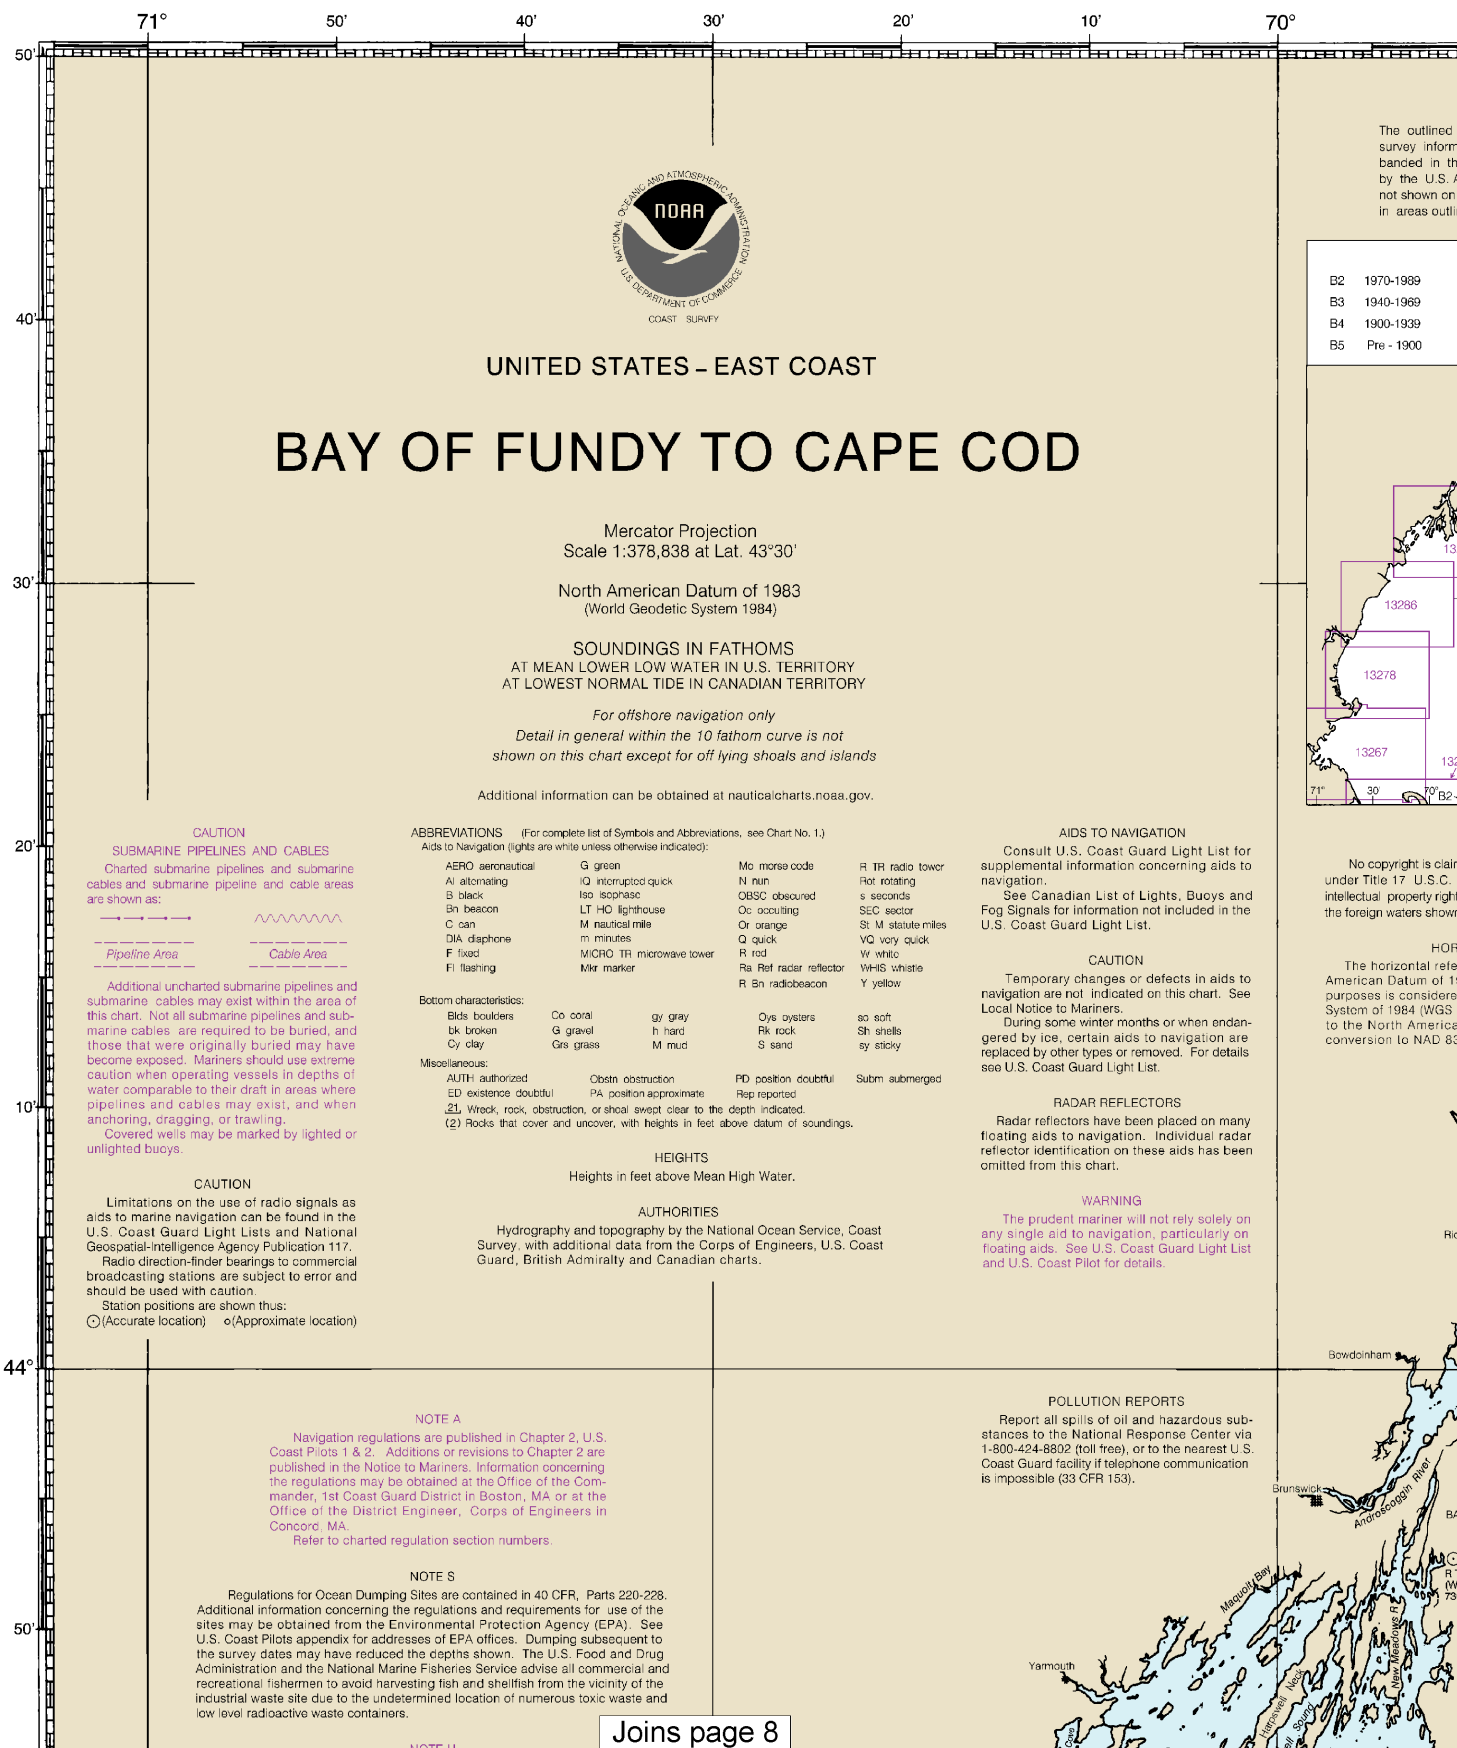 71°
50'
40'
30'
20'
10'
70°
50'
40'
30'
20'
10'
44°
50'
NATIONAL OCEANIC AND ATMOSPHERIC ADMINISTRATION
NOAA
U.S. DEPARTMENT OF COMMERCE
COAST SURVEY
UNITED STATES – EAST COAST
BAY OF FUNDY TO CAPE COD
Mercator Projection
Scale 1:378,838 at Lat. 43°30'
North American Datum of 1983
(World Geodetic System 1984)
SOUNDINGS IN FATHOMS
AT MEAN LOWER LOW WATER IN U.S. TERRITORY
AT LOWEST NORMAL TIDE IN CANADIAN TERRITORY
For offshore navigation only
Detail in general within the 10 fathom curve is not
shown on this chart except for off lying shoals and islands
Additional information can be obtained at nauticalcharts.noaa.gov.
CAUTION
SUBMARINE PIPELINES AND CABLES
Charted submarine pipelines and submarine
cables and submarine pipeline and cable areas
are shown as:
Pipeline Area Cable Area
Additional uncharted submarine pipelines and
submarine cables may exist within the area of
this chart. Not all submarine pipelines and sub-
marine cables are required to be buried, and
those that were originally buried may have
become exposed. Mariners should use extreme
caution when operating vessels in depths of
water comparable to their draft in areas where
pipelines and cables may exist, and when
anchoring, dragging, or trawling.
Covered wells may be marked by lighted or
unlighted buoys.
CAUTION
Limitations on the use of radio signals as
aids to marine navigation can be found in the
U.S. Coast Guard Light Lists and National
Geospatial-Intelligence Agency Publication 117.
Radio direction-finder bearings to commercial
broadcasting stations are subject to error and
should be used with caution.
Station positions are shown thus:
(Accurate location) o(Approximate location)
ABBREVIATIONS (For complete list of Symbols and Abbreviations, see Chart No. 1.)
Aids to Navigation (lights are white unless otherwise indicated):
AERO aeronautical G green Mo morse code R TR radio tower
Al alternating IQ interrupted quick N nun Rot rotating
B black Iso isophase OBSC obscured s seconds
Bn beacon LT HO lighthouse Oc occulting SEC sector
C can M nautical mile Or orange St M statute miles
DIA diaphone m minutes Q quick VQ very quick
F fixed MICRO TR microwave tower R red W white
Fl flashing Mkr marker Ra Ref radar reflector WHIS whistle
R Bn radiobeacon Y yellow
Bottom characteristics:
Blds boulders Co coral gy gray Oys oysters so soft
bk broken G gravel h hard Rk rock Sh shells
Cy clay Grs grass M mud S sand sy sticky
Miscellaneous:
AUTH authorized Obstn obstruction PD position doubtful Subm submerged
ED existence doubtful PA position approximate Rep reported
21, Wreck, rock, obstruction, or shoal swept clear to the depth indicated.
(2) Rocks that cover and uncover, with heights in feet above datum of soundings.
HEIGHTS
Heights in feet above Mean High Water.
AUTHORITIES
Hydrography and topography by the National Ocean Service, Coast
Survey, with additional data from the Corps of Engineers, U.S. Coast
Guard, British Admiralty and Canadian charts.
AIDS TO NAVIGATION
Consult U.S. Coast Guard Light List for
supplemental information concerning aids to
navigation.
See Canadian List of Lights, Buoys and
Fog Signals for information not included in the
U.S. Coast Guard Light List.
CAUTION
Temporary changes or defects in aids to
navigation are not indicated on this chart. See
Local Notice to Mariners.
During some winter months or when endan-
gered by ice, certain aids to navigation are
replaced by other types or removed. For details
see U.S. Coast Guard Light List.
RADAR REFLECTORS
Radar reflectors have been placed on many
floating aids to navigation. Individual radar
reflector identification on these aids has been
omitted from this chart.
WARNING
The prudent mariner will not rely solely on
any single aid to navigation, particularly on
floating aids. See U.S. Coast Guard Light List
and U.S. Coast Pilot for details.
POLLUTION REPORTS
Report all spills of oil and hazardous sub-
stances to the National Response Center via
1-800-424-8802 (toll free), or to the nearest U.S.
Coast Guard facility if telephone communication
is impossible (33 CFR 153).
The outlined
survey inform
banded in th
by the U.S. A
not shown on
in areas outli
B2 1970-1989
B3 1940-1969
B4 1900-1939
B5 Pre - 1900
13286
13278
13267
71° 30' 70°
B2
No copyright is clai
under Title 17 U.S.C.
intellectual property righ
the foreign waters show
HOR
The horizontal refe
American Datum of 19
purposes is considere
System of 1984 (WGS
to the North America
conversion to NAD 83
NOTE A
Navigation regulations are published in Chapter 2, U.S.
Coast Pilots 1 & 2. Additions or revisions to Chapter 2 are
published in the Notice to Mariners. Information concerning
the regulations may be obtained at the Office of the Com-
mander, 1st Coast Guard District in Boston, MA or at the
Office of the District Engineer, Corps of Engineers in
Concord, MA.
Refer to charted regulation section numbers.
NOTE S
Regulations for Ocean Dumping Sites are contained in 40 CFR, Parts 220-228.
Additional information concerning the regulations and requirements for use of the
sites may be obtained from the Environmental Protection Agency (EPA). See
U.S. Coast Pilots appendix for addresses of EPA offices. Dumping subsequent to
the survey dates may have reduced the depths shown. The U.S. Food and Drug
Administration and the National Marine Fisheries Service advise all commercial and
recreational fishermen to avoid harvesting fish and shellfish from the vicinity of the
industrial waste site due to the undetermined location of numerous toxic waste and
low level radioactive waste containers.
Bowdoinham
Brunswick
Androscoggin River
Maquoit Bay
Yarmouth
New Meadows R
Harpswell Neck
Sound
Cove
Joins page 8